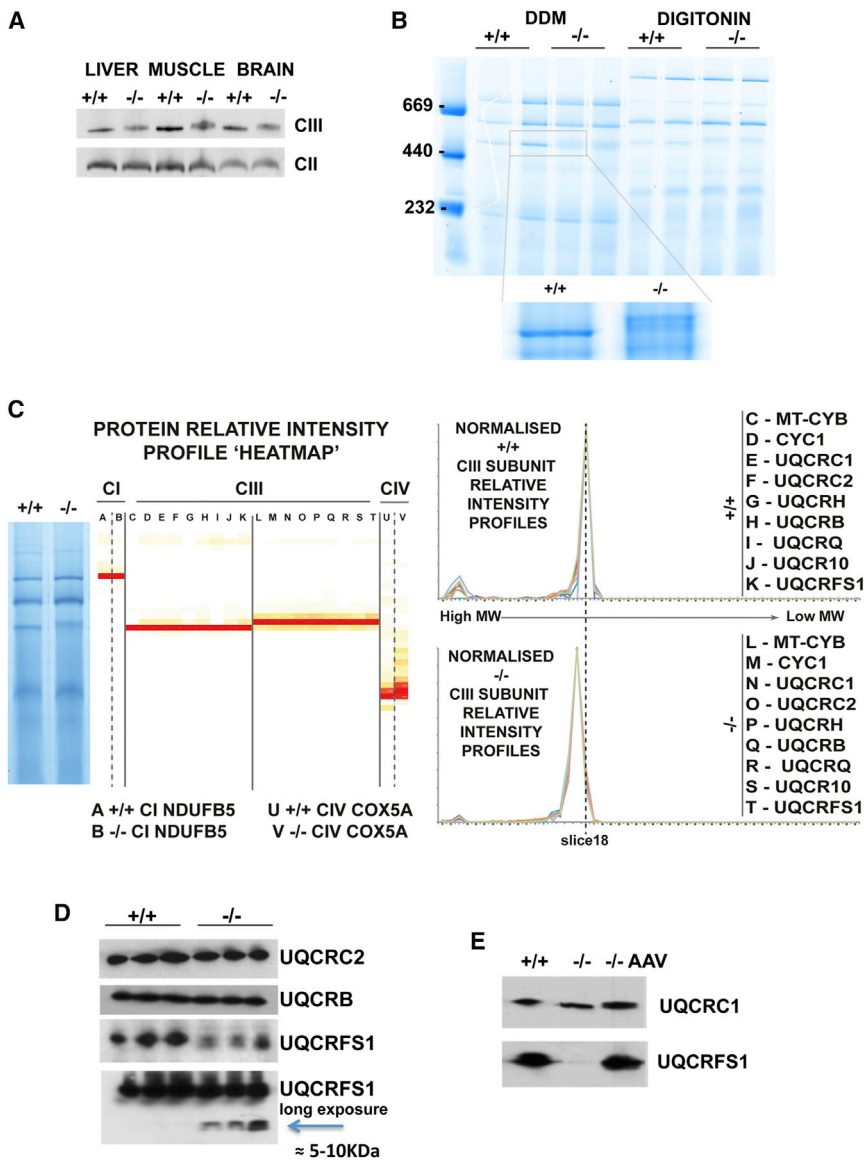 A
LIVER MUSCLE BRAIN
+/+ -/- +/+ -/- +/+ -/-
CIII
CII
B
DDM DIGITONIN
+/+ -/- +/+ -/-
669 -
440 -
232 -
+/+ -/-
C
PROTEIN RELATIVE INTENSITY
PROFILE 'HEATMAP'
CI CIII CIV
+/+ -/-
A B C D E F G H I J K L M N O P Q R S T U V
A +/+ CI NDUFB5 U +/+ CIV COX5A
B -/- CI NDUFB5 V -/- CIV COX5A
NORMALISED
+/+
CIII SUBUNIT
RELATIVE
INTENSITY
PROFILES
High MW Low MW
NORMALISED
-/-
CIII SUBUNIT
RELATIVE
INTENSITY
PROFILES
slice18
+/+
C - MT-CYB
D - CYC1
E - UQCRC1
F - UQCRC2
G - UQCRH
H - UQCRB
I - UQCRQ
J - UQCR10
K - UQCRFS1
-/-
L - MT-CYB
M - CYC1
N - UQCRC1
O - UQCRC2
P - UQCRH
Q - UQCRB
R - UQCRQ
S - UQCR10
T - UQCRFS1
D
+/+ -/-
UQCRC2
UQCRB
UQCRFS1
UQCRFS1
long exposure
≈ 5-10KDa
E
+/+ -/- -/- AAV
UQCRC1
UQCRFS1